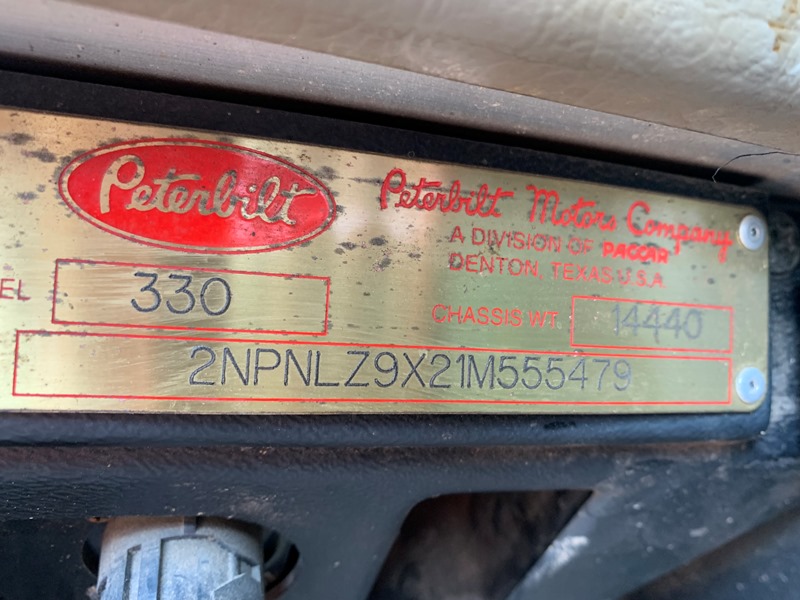 Peterbilt
Peterbilt Motors Company
A DIVISION OF PACCAR
DENTON, TEXAS U.S.A.
EL 330
CHASSIS WT. 14440
2NPNLZ9X21M555479